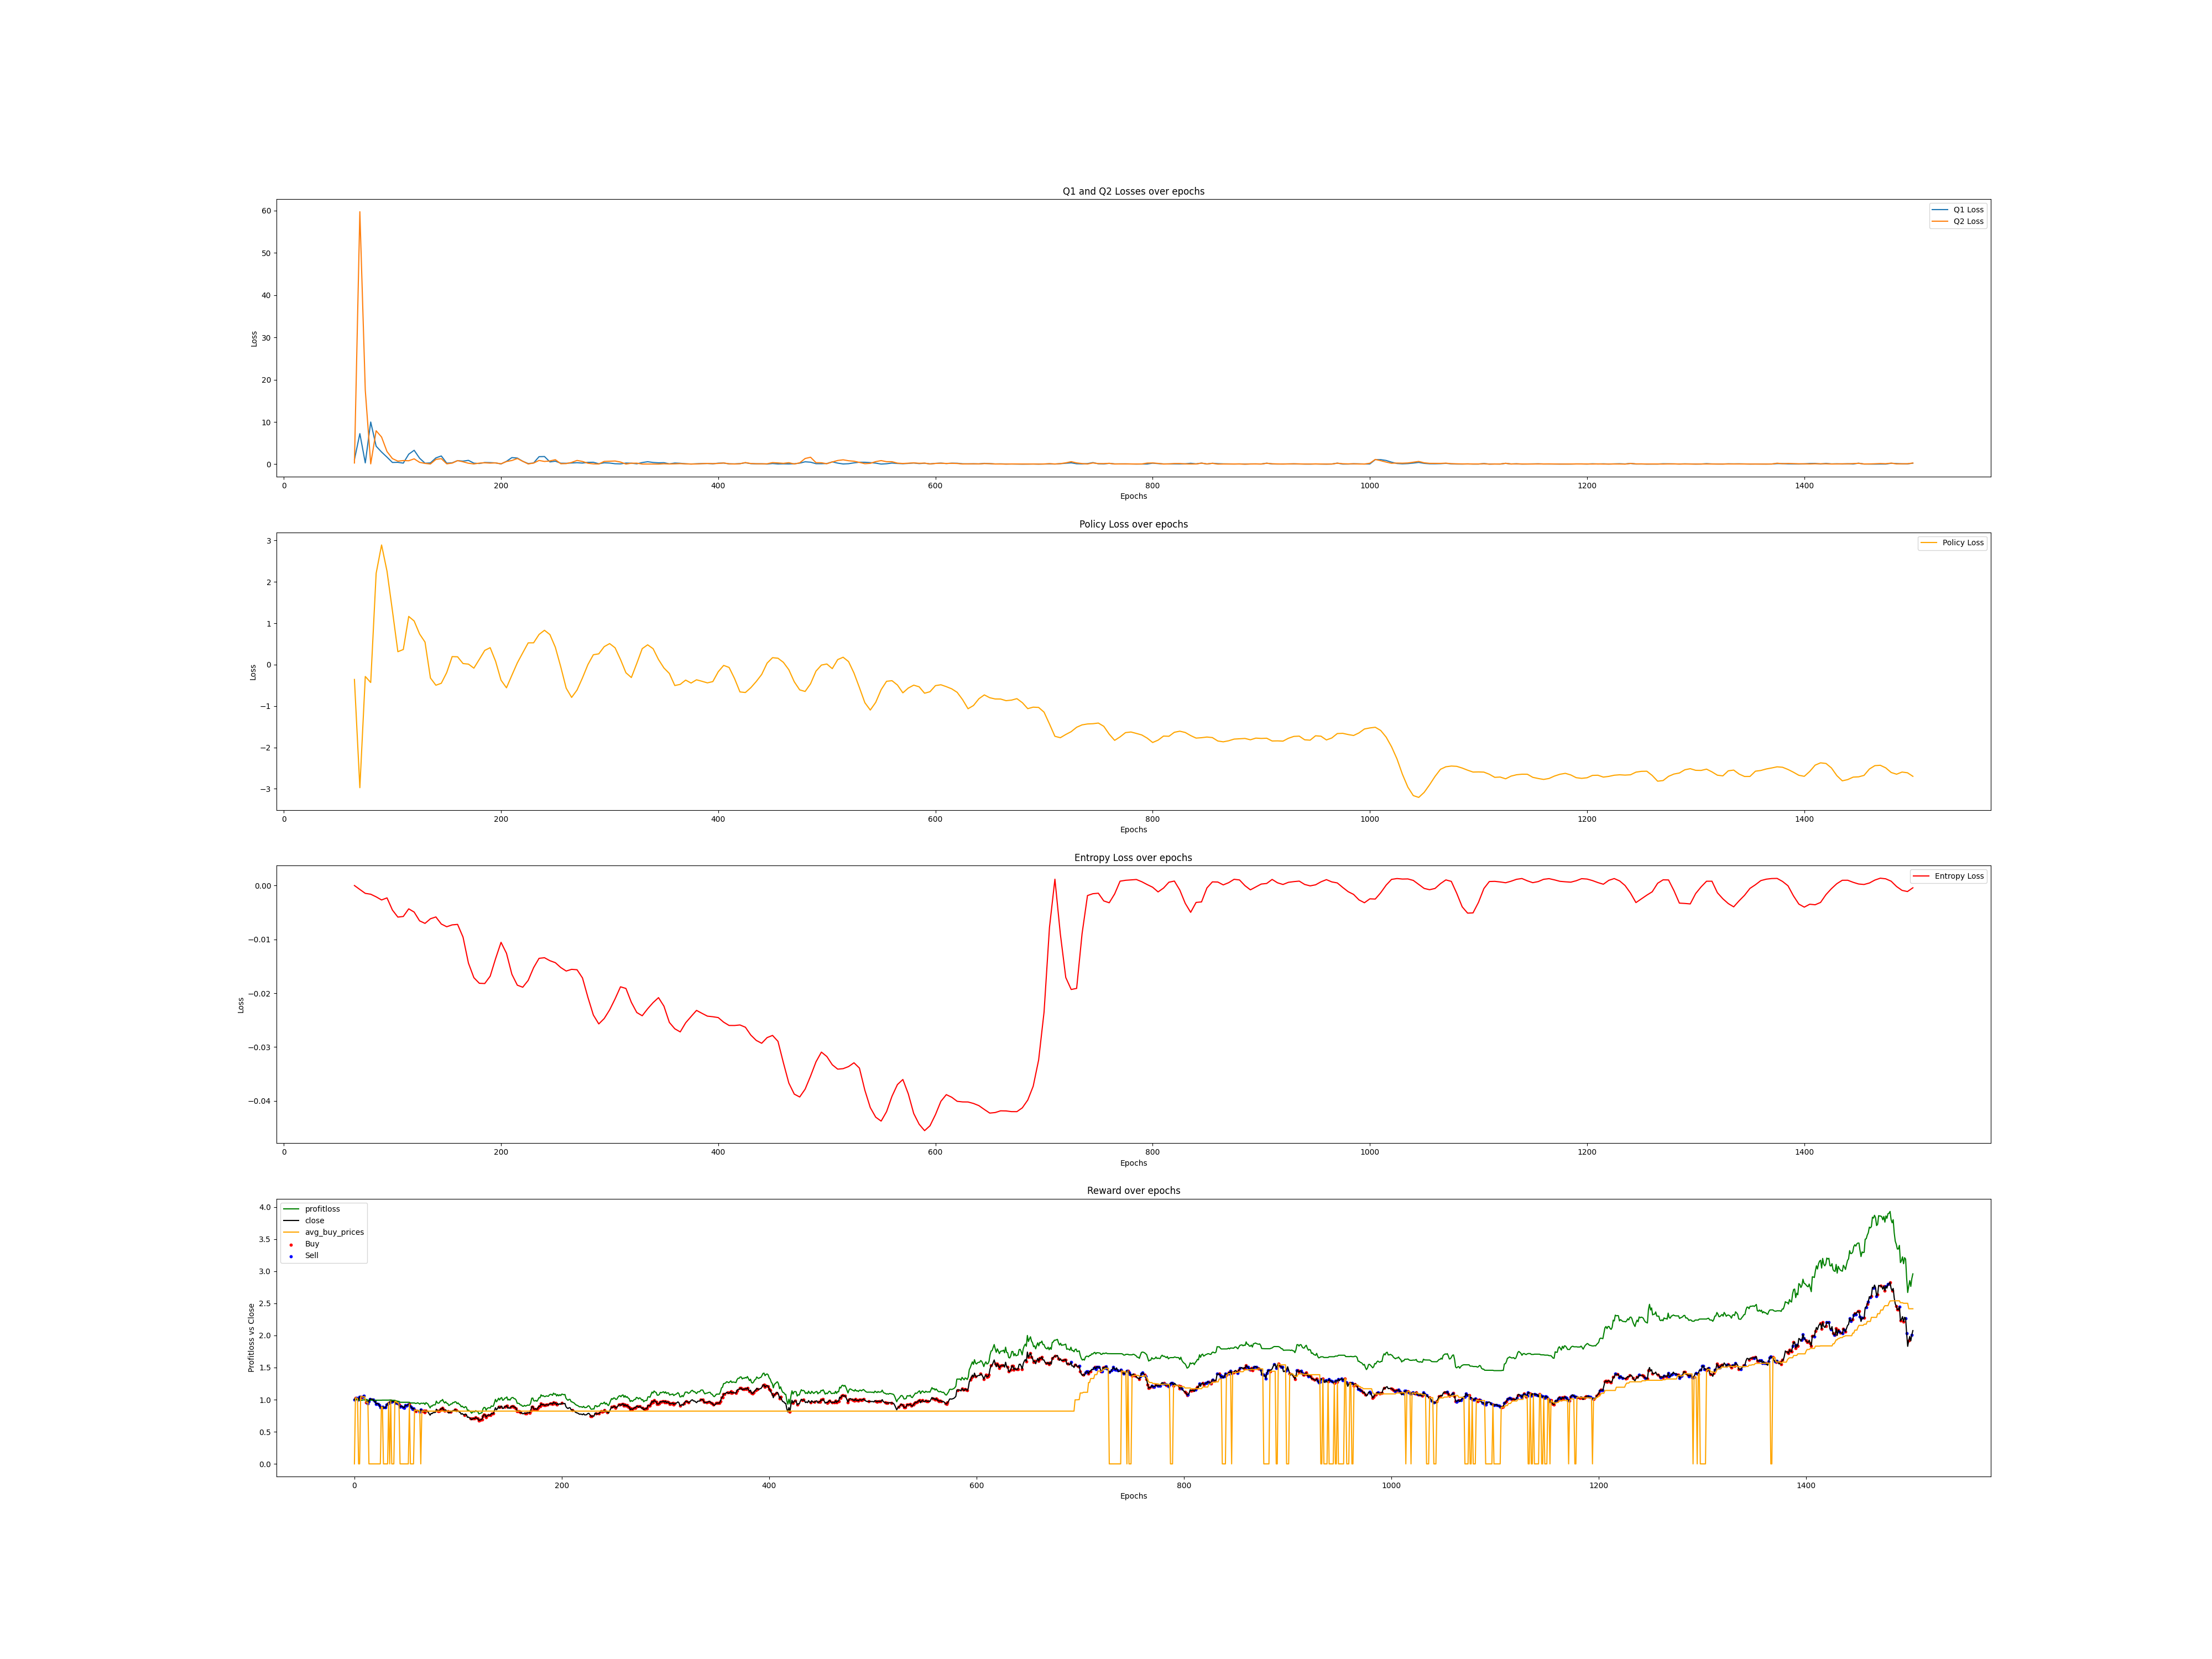 Q1 and Q2 Losses over epochs
60
50
40
30
20
10
0
Loss
Q1 Loss
Q2 Loss
0 200 400 600 800 1000 1200 1400
Epochs
Policy Loss over epochs
3
2
1
0
−1
−2
−3
Loss
Policy Loss
0 200 400 600 800 1000 1200 1400
Epochs
Entropy Loss over epochs
0.00
−0.01
−0.02
−0.03
−0.04
Loss
Entropy Loss
0 200 400 600 800 1000 1200 1400
Epochs
Reward over epochs
4.0
3.5
3.0
2.5
2.0
1.5
1.0
0.5
0.0
Profitloss vs Close
profitloss
close
avg_buy_prices
Buy
Sell
0 200 400 600 800 1000 1200 1400
Epochs